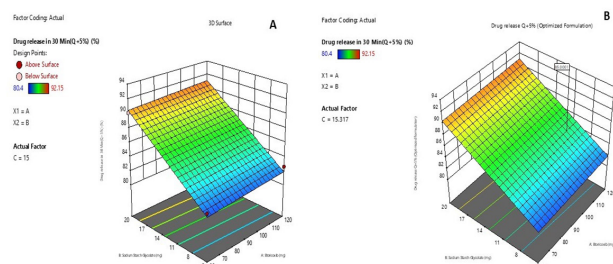 Factor Coding: Actual
3D Surface
A
Drug release in 30 Min(Q+5%) (%)
Design Points:
Above Surface
Below Surface
80.4 92.15
X1 = A
X2 = B
Actual Factor
C = 15
94
92
90
88
86
84
82
80
20
17
14
11
8
70
80
90
100
110
120
B
Factor Coding: Actual
Drug release Q+5% (Optimized Formulation)
Drug release in 30 Min(Q+5%) (%)
80.4 92.15
X1 = A
X2 = B
Actual Factor
C = 15.317
94
92
90
88
86
84
82
80
20
17
14
11
8
70
80
90
100
110
120